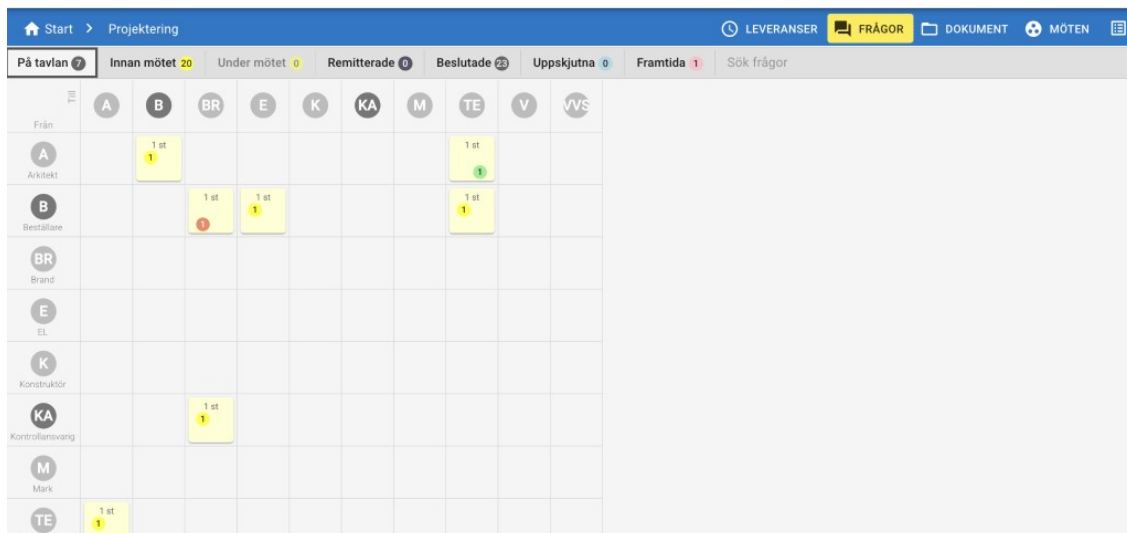 Start > Projektering LEVERANSER FRÅGOR DOKUMENT MÖTEN
På tavlan 7 Innan mötet 20 Under mötet 0 Remitterade 0 Beslutade 23 Uppskjutna 0 Framtida 1 Sök frågor
Till
Från
A B BR E K KA M TE V VVS
1 st 1 st
A 1 1
Arkitekt
1 st 1 st 1 st
B 1 1 1
Beställare
BR
Brand
E
EL
K
Konstruktör
1 st
KA 1
Kontrollansvarig
M
Mark
1 st
TE 1